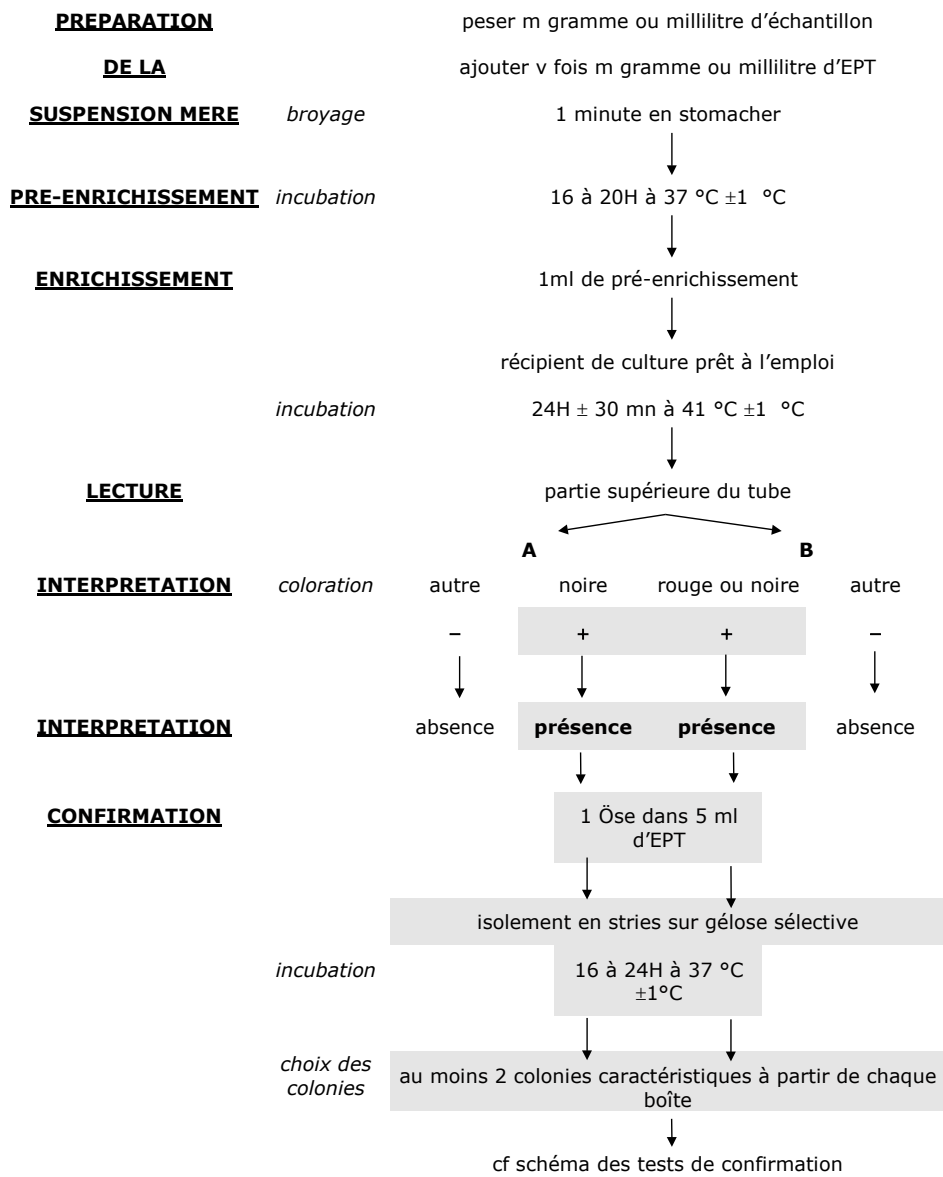 PREPARATION peser m gramme ou millilitre d'échantillon
DE LA ajouter v fois m gramme ou millilitre d'EPT
SUSPENSION MERE broyage 1 minute en stomacher
PRE-ENRICHISSEMENT incubation 16 à 20H à 37 °C ±1 °C
ENRICHISSEMENT 1ml de pré-enrichissement
récipient de culture prêt à l'emploi
incubation 24H ± 30 mn à 41 °C ±1 °C
LECTURE partie supérieure du tube
A B
INTERPRETATION coloration autre noire rouge ou noire autre
– + + –
INTERPRETATION absence présence présence absence
CONFIRMATION 1 Öse dans 5 ml
d'EPT
isolement en stries sur gélose sélective
incubation 16 à 24H à 37 °C
±1°C
choix des
colonies au moins 2 colonies caractéristiques à partir de chaque
boîte
cf schéma des tests de confirmation